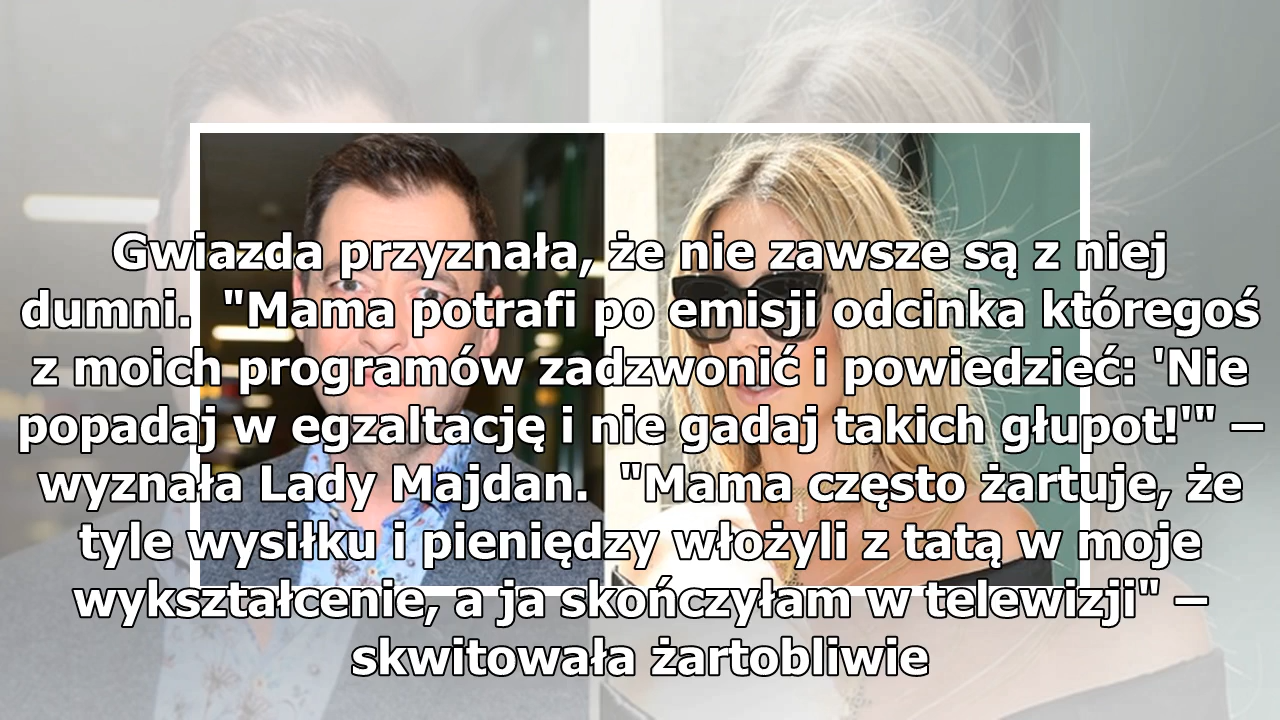 Gwiazda przyznała, że nie zawsze są z niej
dumni.  "Mama potrafi po emisji odcinka któregoś
z moich programów zadzwonić i powiedzieć: 'Nie
popadaj w egzaltację i nie gadaj takich głupot!'" –
wyznała Lady Majdan.  "Mama często żartuje, że
tyle wysiłku i pieniędzy włożyli z tatą w moje
wykształcenie, a ja skończyłam w telewizji" –
skwitowała żartobliwie